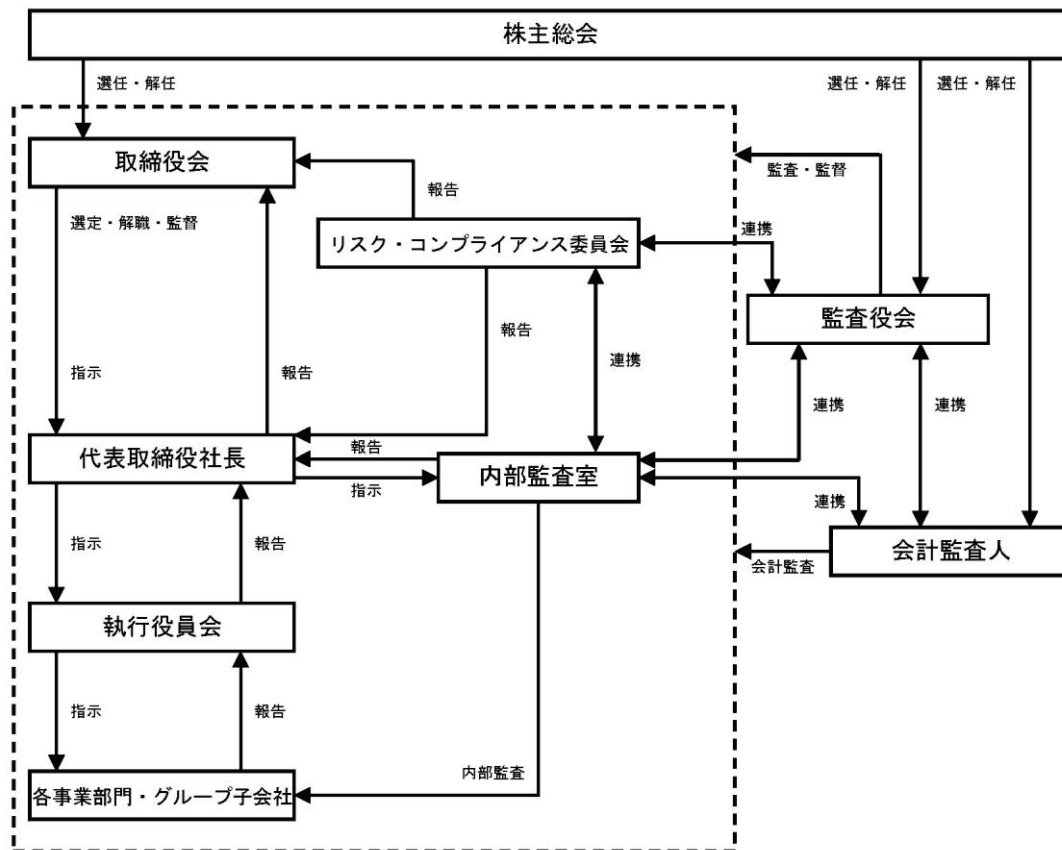 株主総会
選任・解任
選任・解任
選任・解任
取締役会
監査・監督
報告
選定・解職・監督
リスク・コンプライアンス委員会
連携
監査役会
報告
連携
指示
報告
連携
連携
代表取締役社長
報告
内部監査室
指示
連携
指示
報告
会計監査人
会計監査
執行役員会
指示
報告
内部監査
各事業部門・グループ子会社